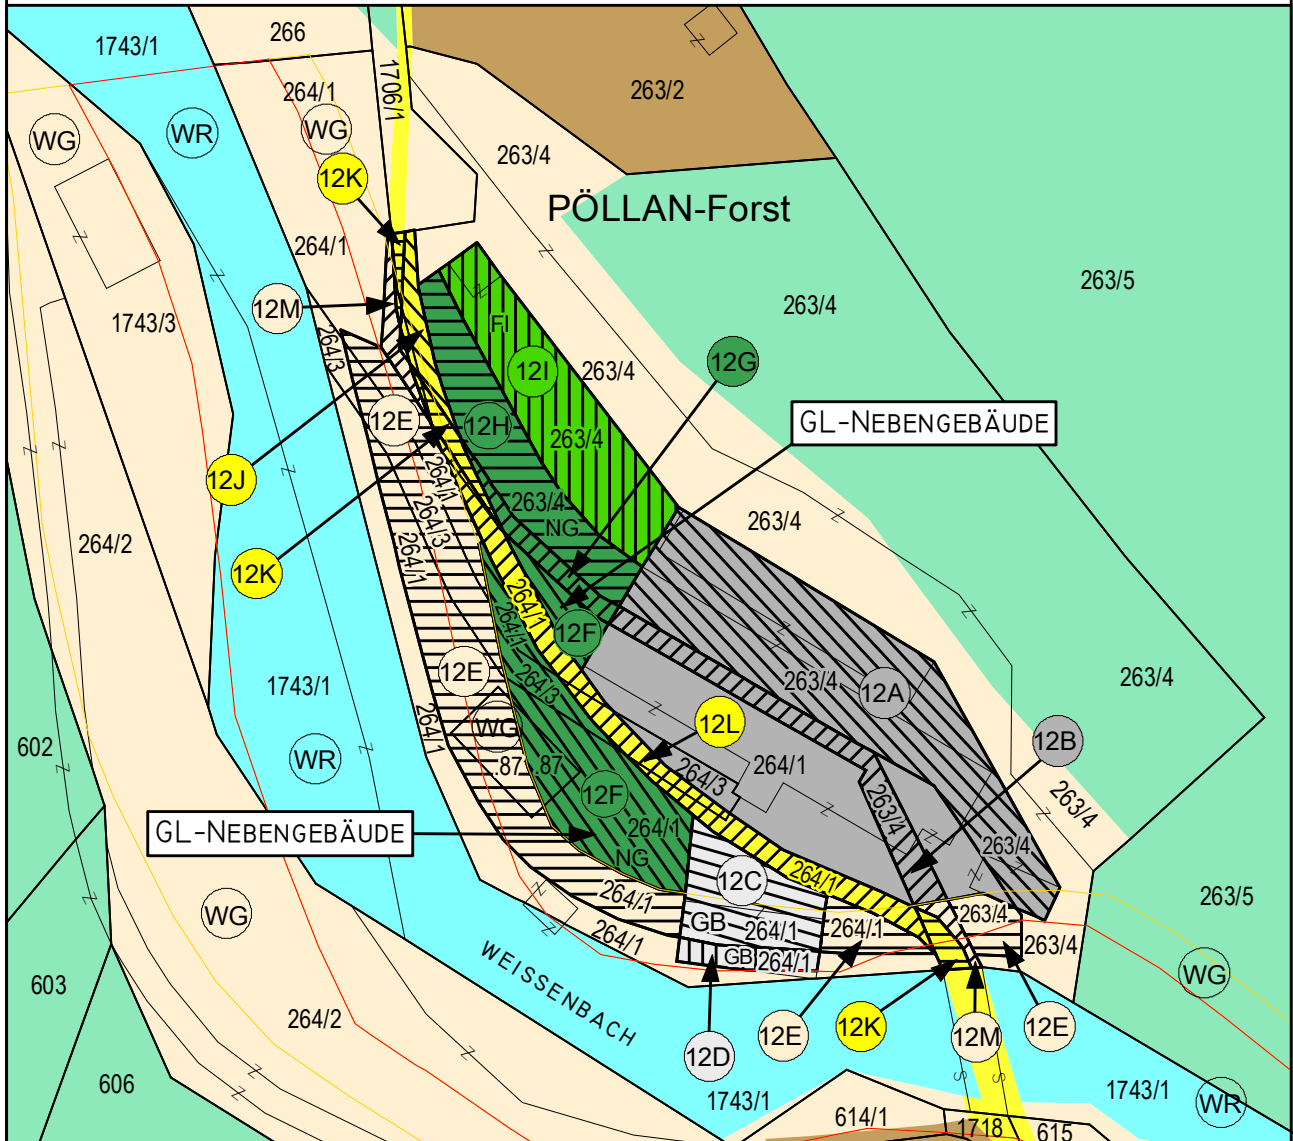 1743/1
266
264/1
1706/1
263/2
WG
WR
WG
263/4
12K
PÖLLAN-Forst
264/1
263/5
263/4
12M
1743/3
264/3
FI
12I
263/4
12G
12E
12H
263/4
GL-NEBENGEBÄUDE
12J
264/1
263/4
NG
264/3
263/4
264/2
264/1
12K
264/1
264/1
12F
12E
264/3
263/4
12A
263/4
1743/1
264/1
WG
12L
12B
602
WR
.87
.87
264/3
264/1
12F
263/4
263/4
GL-NEBENGEBÄUDE
264/1
NG
263/4
12C
264/1
264/1
263/5
WG
GB
264/1
264/1
263/4
263/4
264/1
GB
264/1
WG
WEISSENBACH
603
264/2
12E
12K
12M
12E
12D
606
1743/1
1743/1
WR
614/1
1718
615